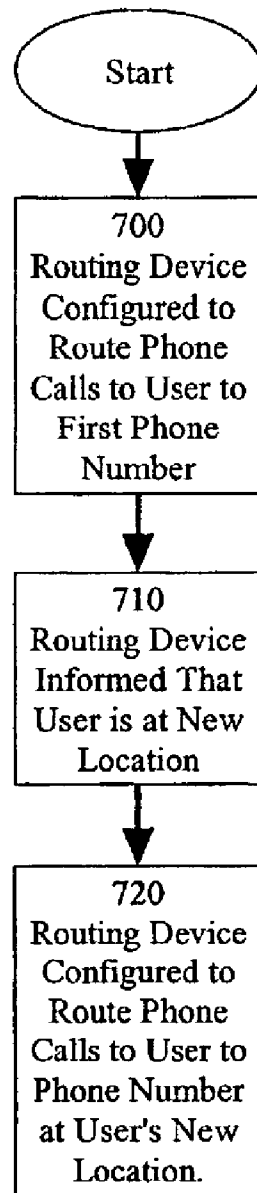 Start
700
Routing Device
Configured to
Route Phone
Calls to User to
First Phone
Number
710
Routing Device
Informed That
User is at New
Location
720
Routing Device
Configured to
Route Phone
Calls to User to
Phone Number
at User's New
Location.